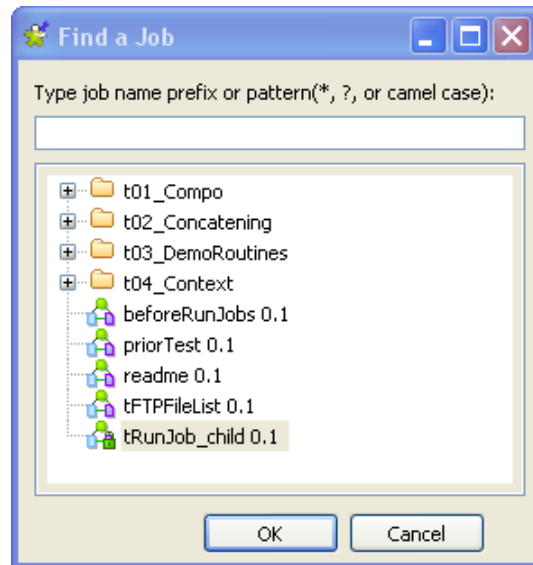 Find a Job
Type job name prefix or pattern(*, ?, or camel case):
t01_Compo
t02_Concatening
t03_DemoRoutines
t04_Context
beforeRunJobs 0.1
priorTest 0.1
readme 0.1
tFTPFileList 0.1
tRunJob_child 0.1
OK Cancel